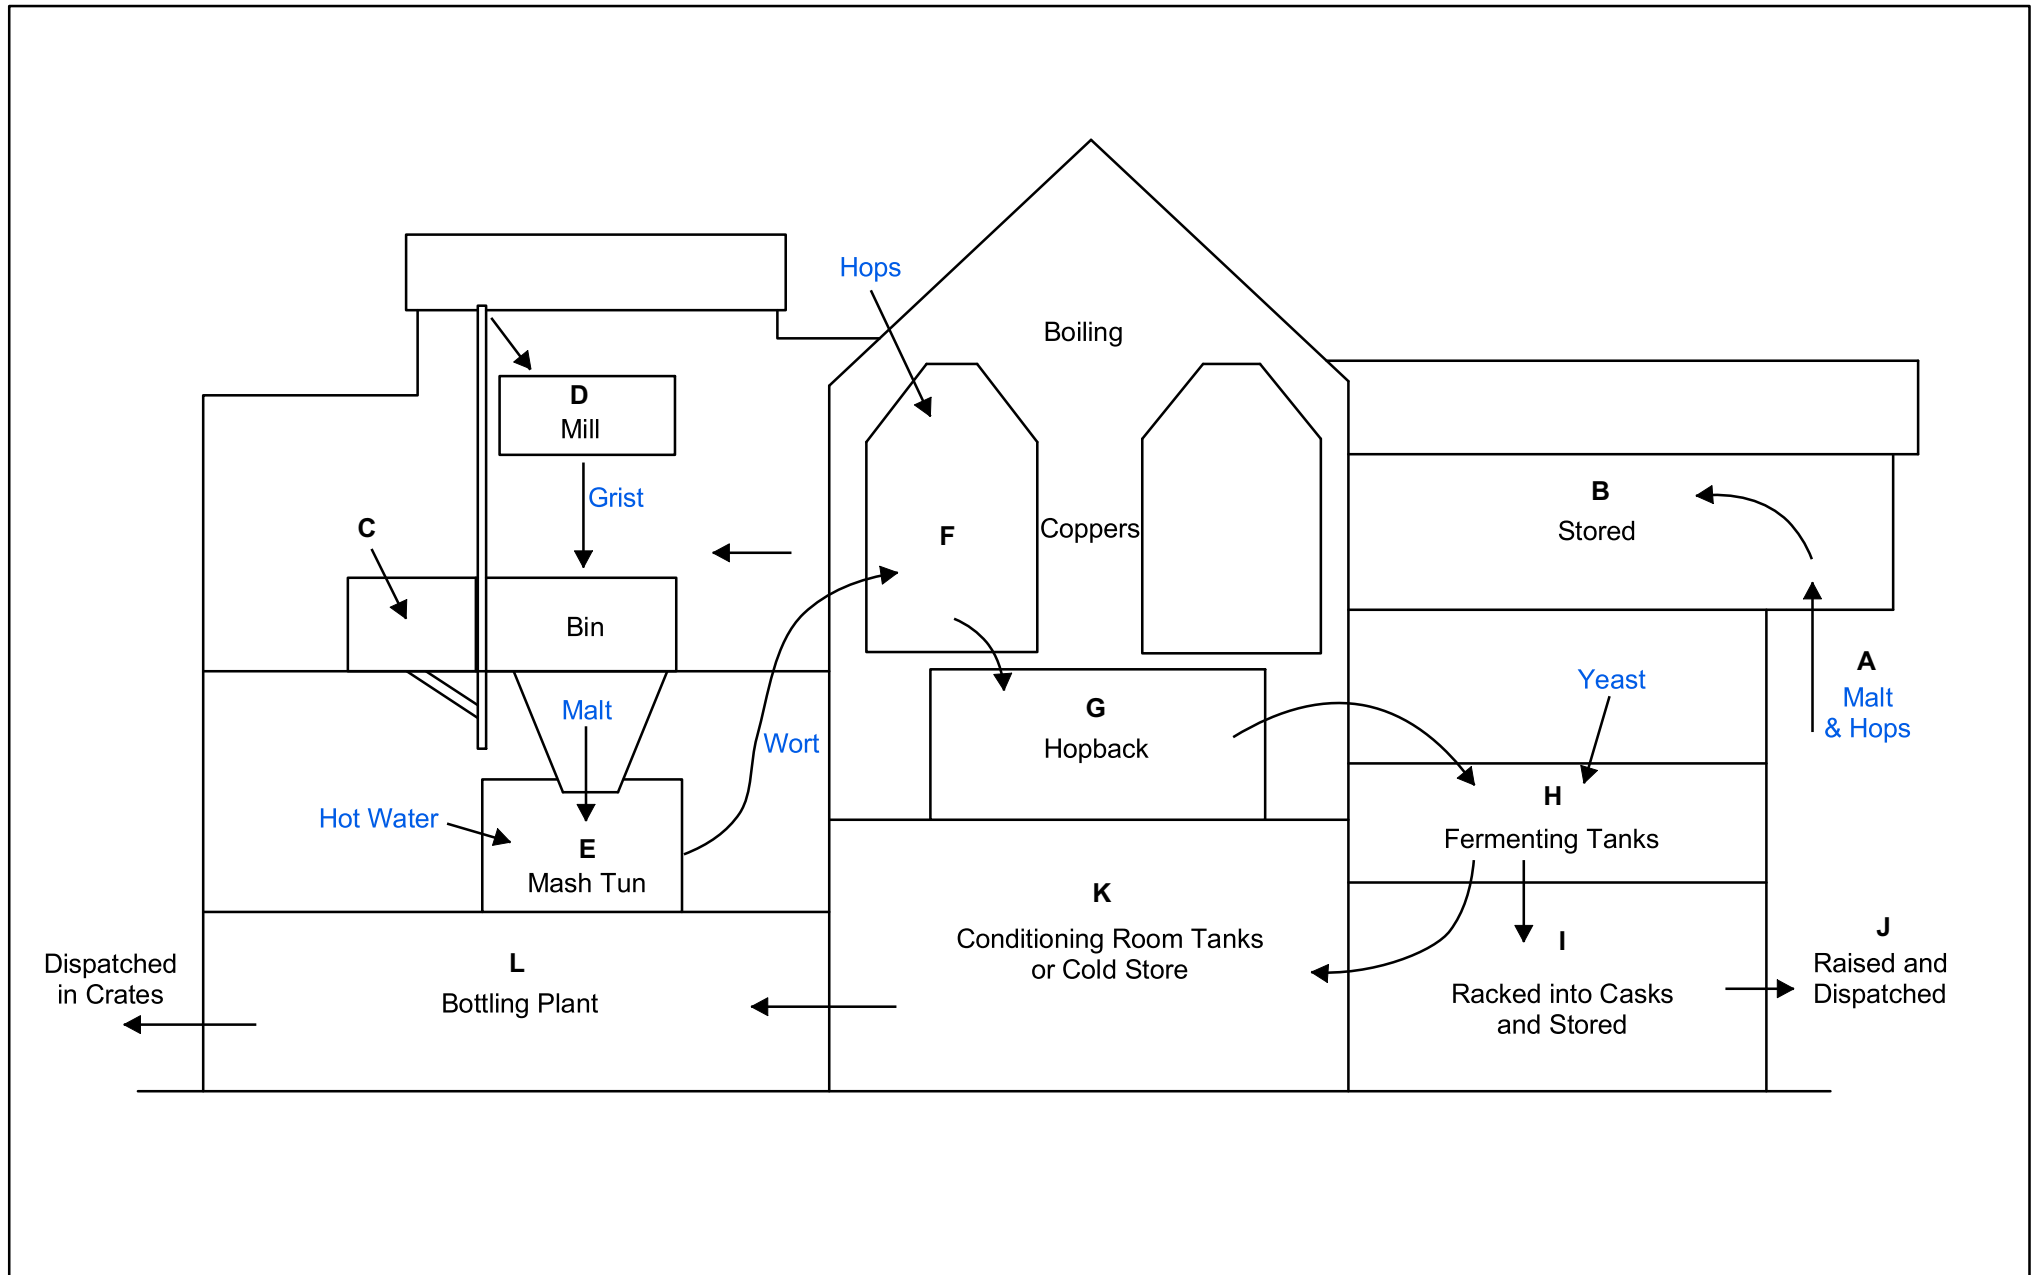 Hops
Boiling
D
Mill
Grist
C
Bin
F
Coppers
B
Stored
A
Malt
& Hops
Malt
Wort
Hot Water
E
Mash Tun
G
Hopback
Yeast
H
Fermenting Tanks
K
Conditioning Room Tanks
or Cold Store
I
Racked into Casks
and Stored
J
Raised and
Dispatched
L
Bottling Plant
Dispatched
in Crates